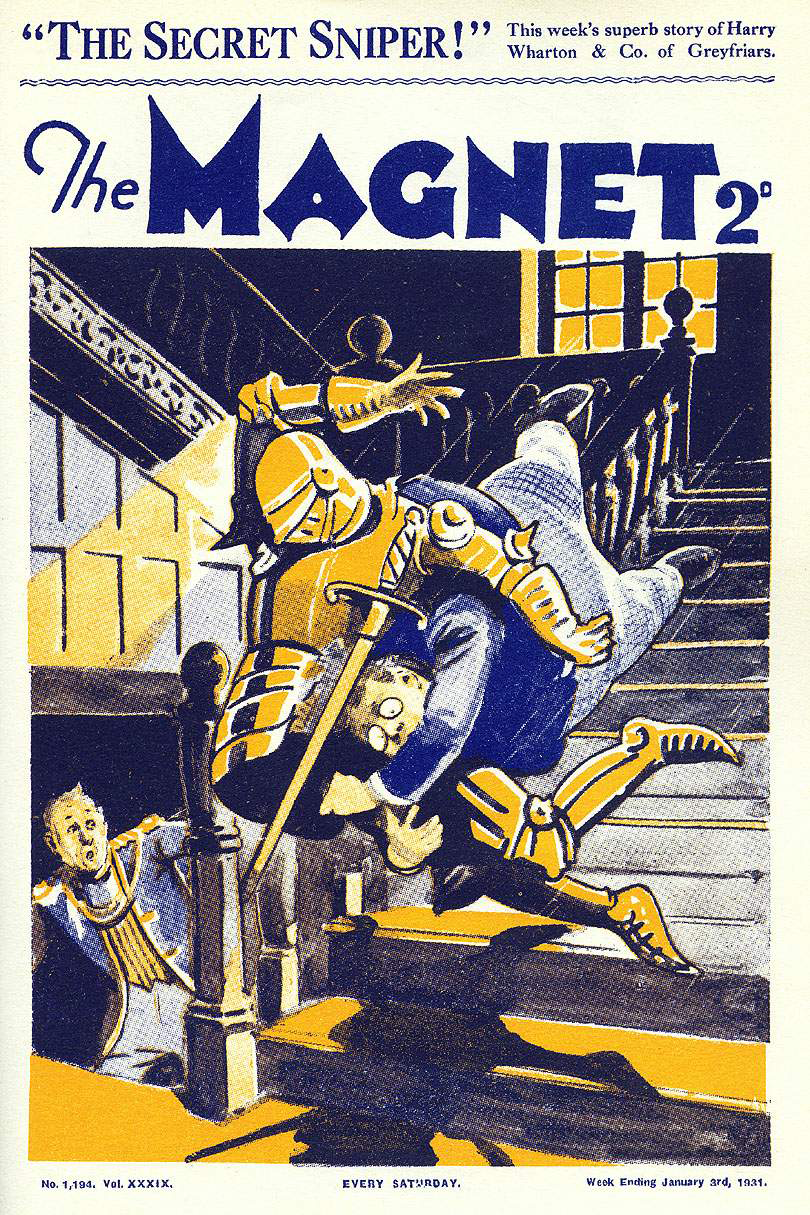 “THE SECRET SNIPER!”
This week's superb story of Harry
Wharton & Co. of Greyfriars.
The MAGNET 2D
No. 1,194. Vol. XXXIX.
EVERY SATURDAY.
Week Ending January 3rd, 1931.